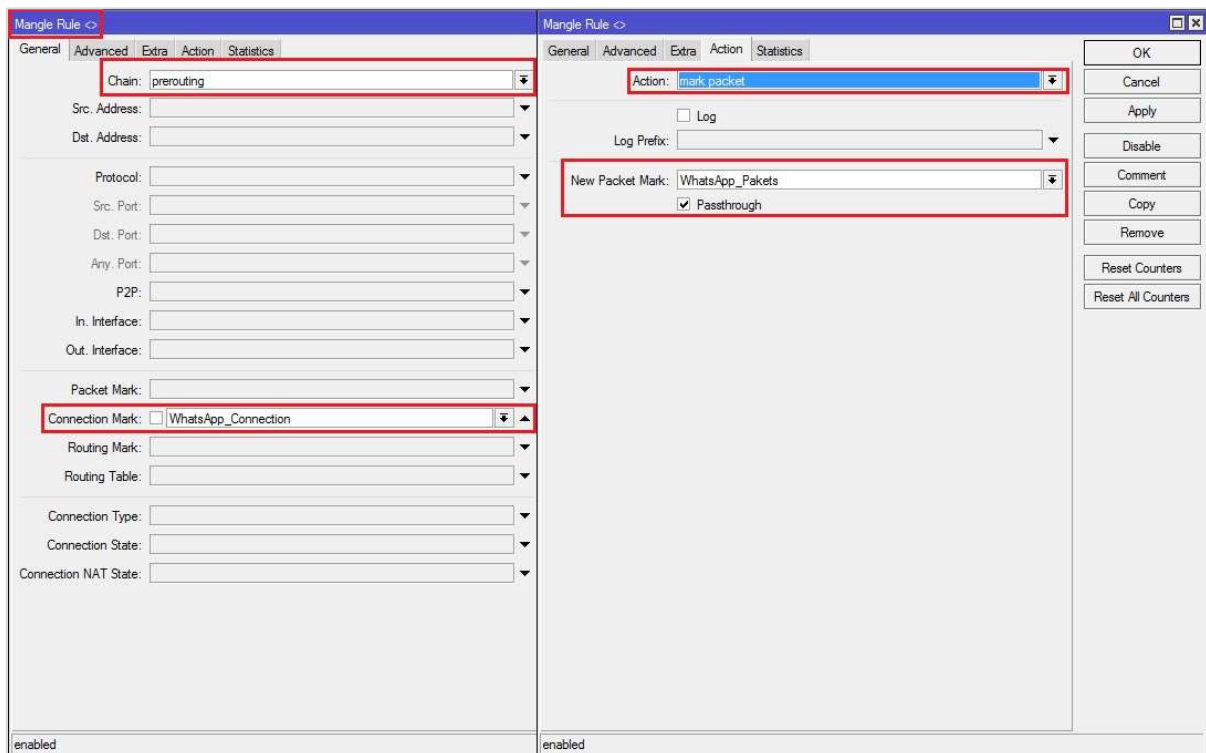 Mangle Rule <>
General Advanced Extra Action Statistics
Chain: prerouting
Src. Address:
Dst. Address:
Protocol:
Src. Port:
Dst. Port:
Any. Port:
P2P:
In. Interface:
Out. Interface:
Packet Mark:
Connection Mark: WhatsApp_Connection
Routing Mark:
Routing Table:
Connection Type:
Connection State:
Connection NAT State:
enabled
Mangle Rule <>
General Advanced Extra Action Statistics
Action: mark packet
Log
Log Prefix:
New Packet Mark: WhatsApp_Pakets
Passthrough
OK
Cancel
Apply
Disable
Comment
Copy
Remove
Reset Counters
Reset All Counters
enabled